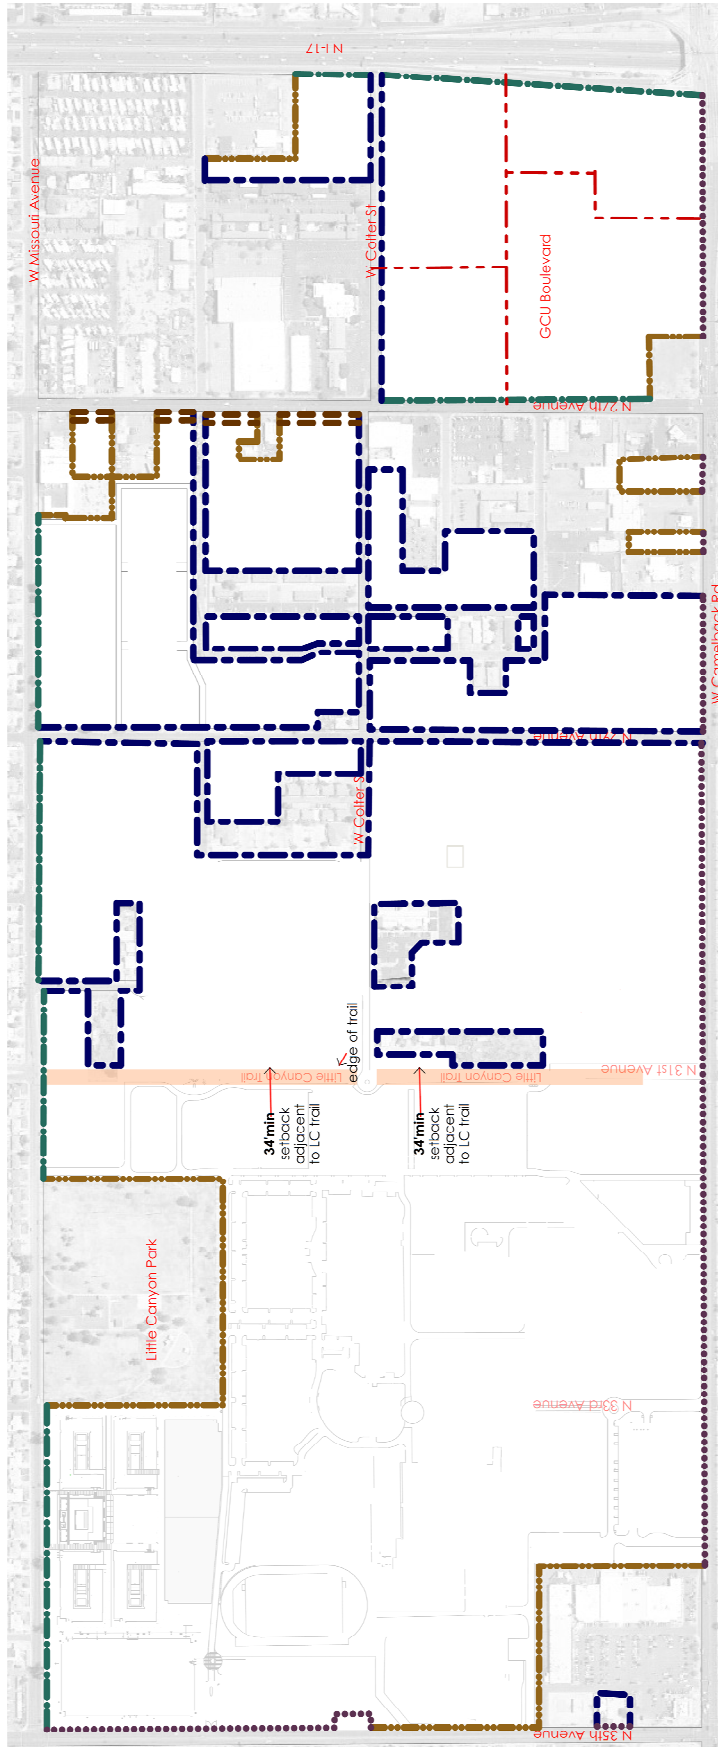 N I-17
W Missouri Avenue
W Colter St
GCU Boulevard
N 27th Avenue
W Camelback Rd
N 29th Avenue
W Colter S
edge of trail
N 31st Avenue
Little Canyon Trail
Little Canyon Trail
34'min
setback
adjacent
to LC trail
34'min
setback
adjacent
to LC trail
Little Canyon Park
N 33rd Avenue
N 35th Avenue